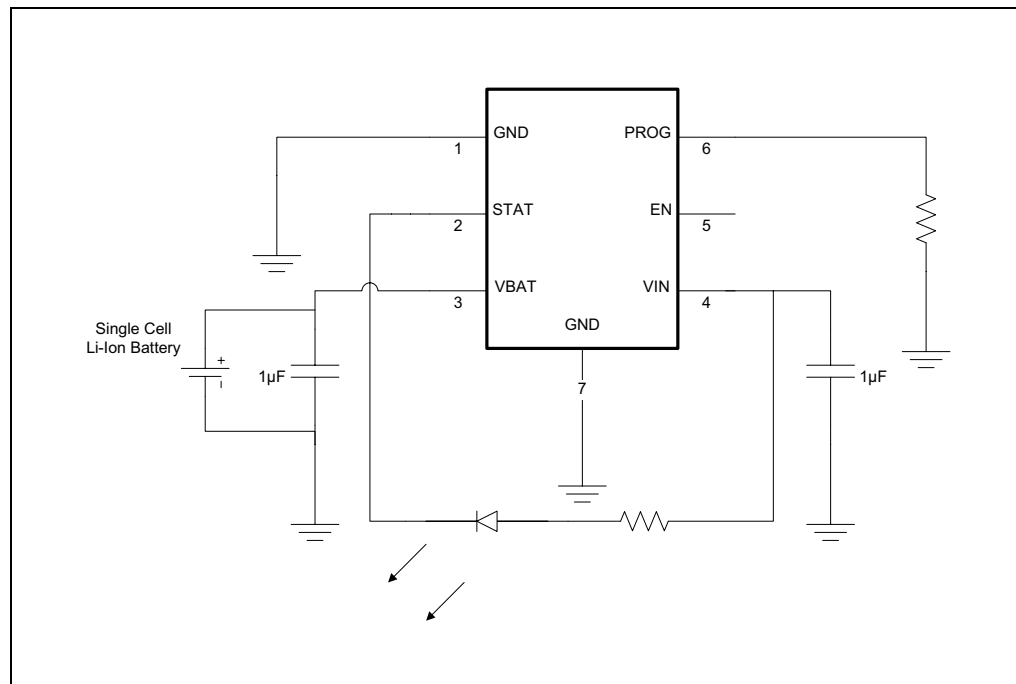 GND
PROG
1
6
STAT
EN
2
5
VBAT
VIN
3
4
GND
Single Cell
Li-Ion Battery
+
–
1µF
1µF
7